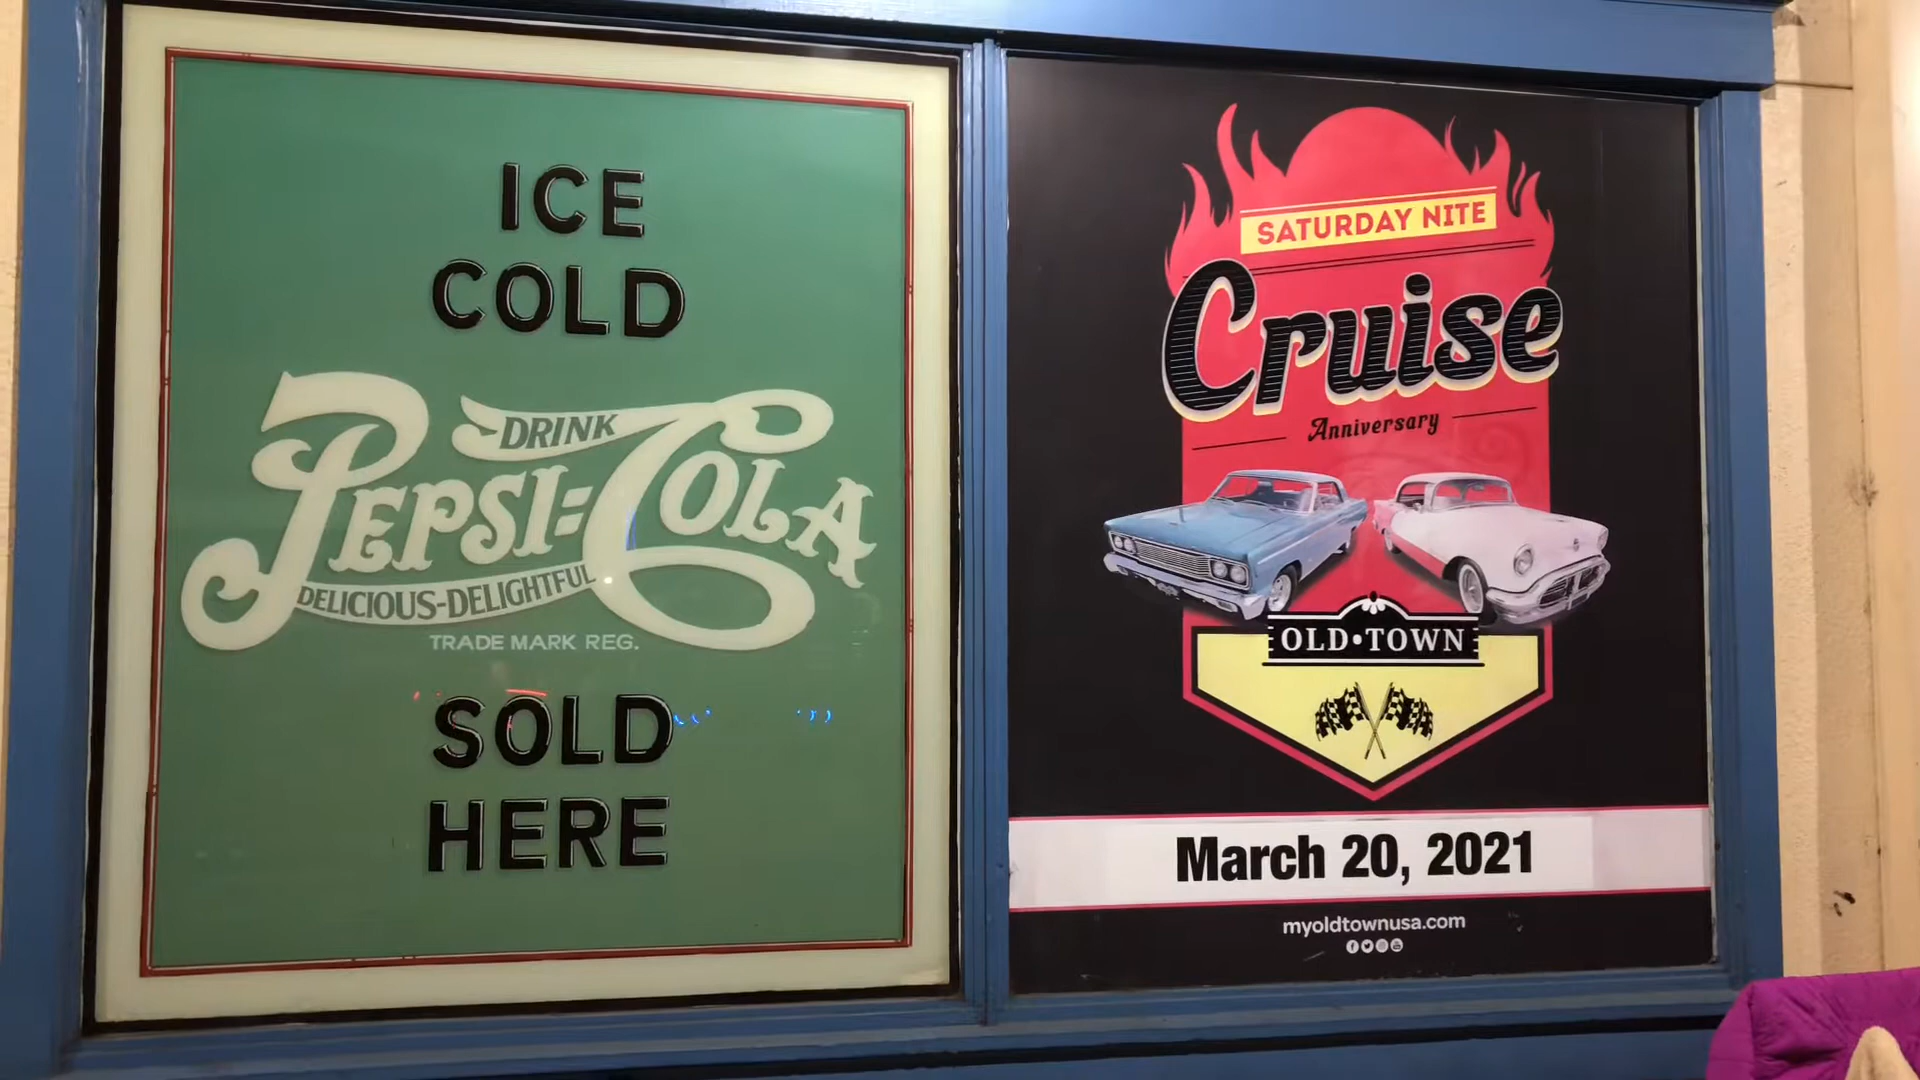 ICE
COLD
DRINK
PEPSI=COLA
DELICIOUS-DELIGHTFUL
TRADE MARK REG.
SOLD
HERE
SATURDAY NITE
Cruise
Anniversary
OLD•TOWN
March 20, 2021
myoldtownusa.com